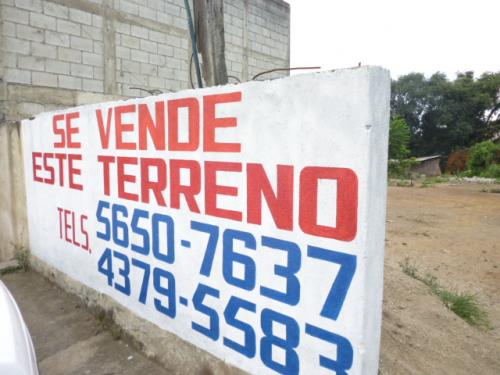 SE VENDE
ESTE TERRENO
TELS. 5650-7637
4379-5583